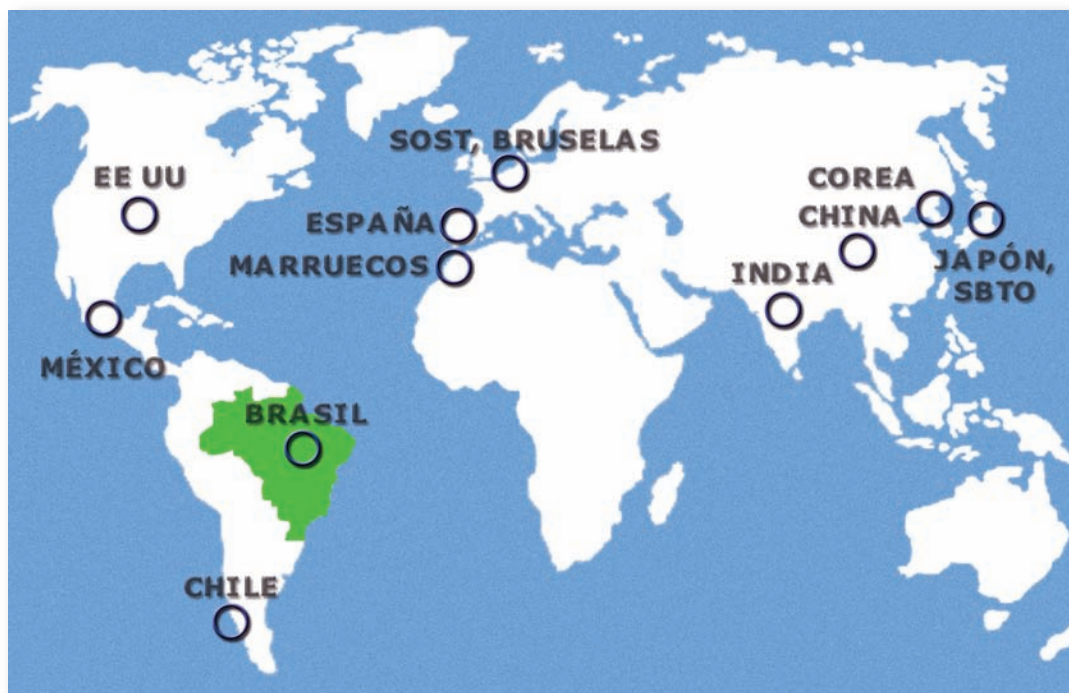 SOST, BRUSELAS
EE UU
COREA
ESPAÑA
CHINA
MARRUECOS
INDIA
JAPÓN,
SBTO
MÉXICO
BRASIL
CHILE